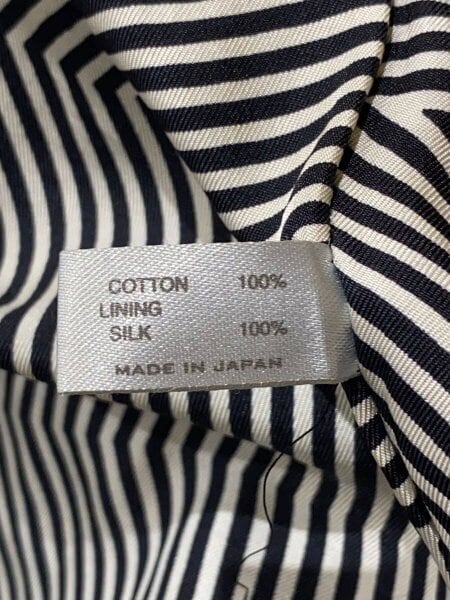 COTTON 100%
LINING
SILK 100%
MADE IN JAPAN